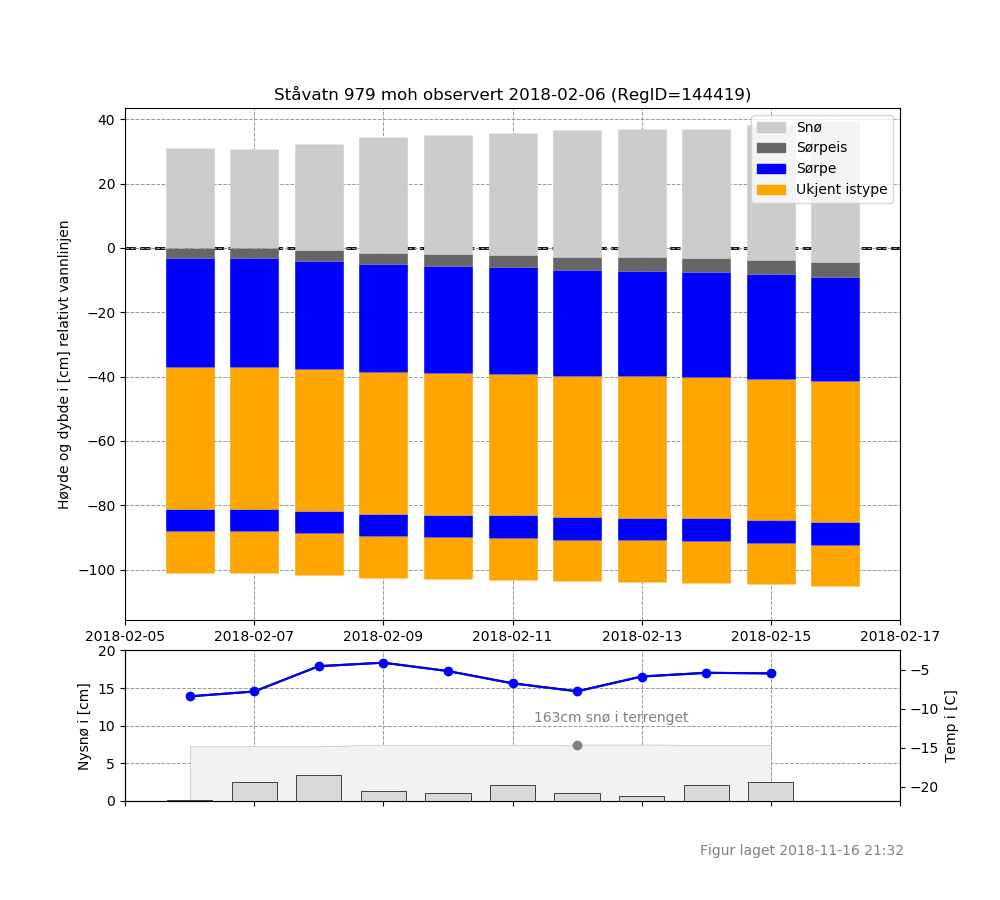 Ståvatn 979 moh observert 2018-02-06 (RegID=144419)
Høyde og dybde i [cm] relativt vannlinjen
40
20
0
−20
−40
−60
−80
−100
Snø
Sørpeis
Sørpe
Ukjent istype
2018-02-05 2018-02-07 2018-02-09 2018-02-11 2018-02-13 2018-02-15 2018-02-17
Nysnø i [cm]
20
15
10
5
0
163cm snø i terrenget
−5
−10
−15
−20
Temp i [C]
Figur laget 2018-11-16 21:32